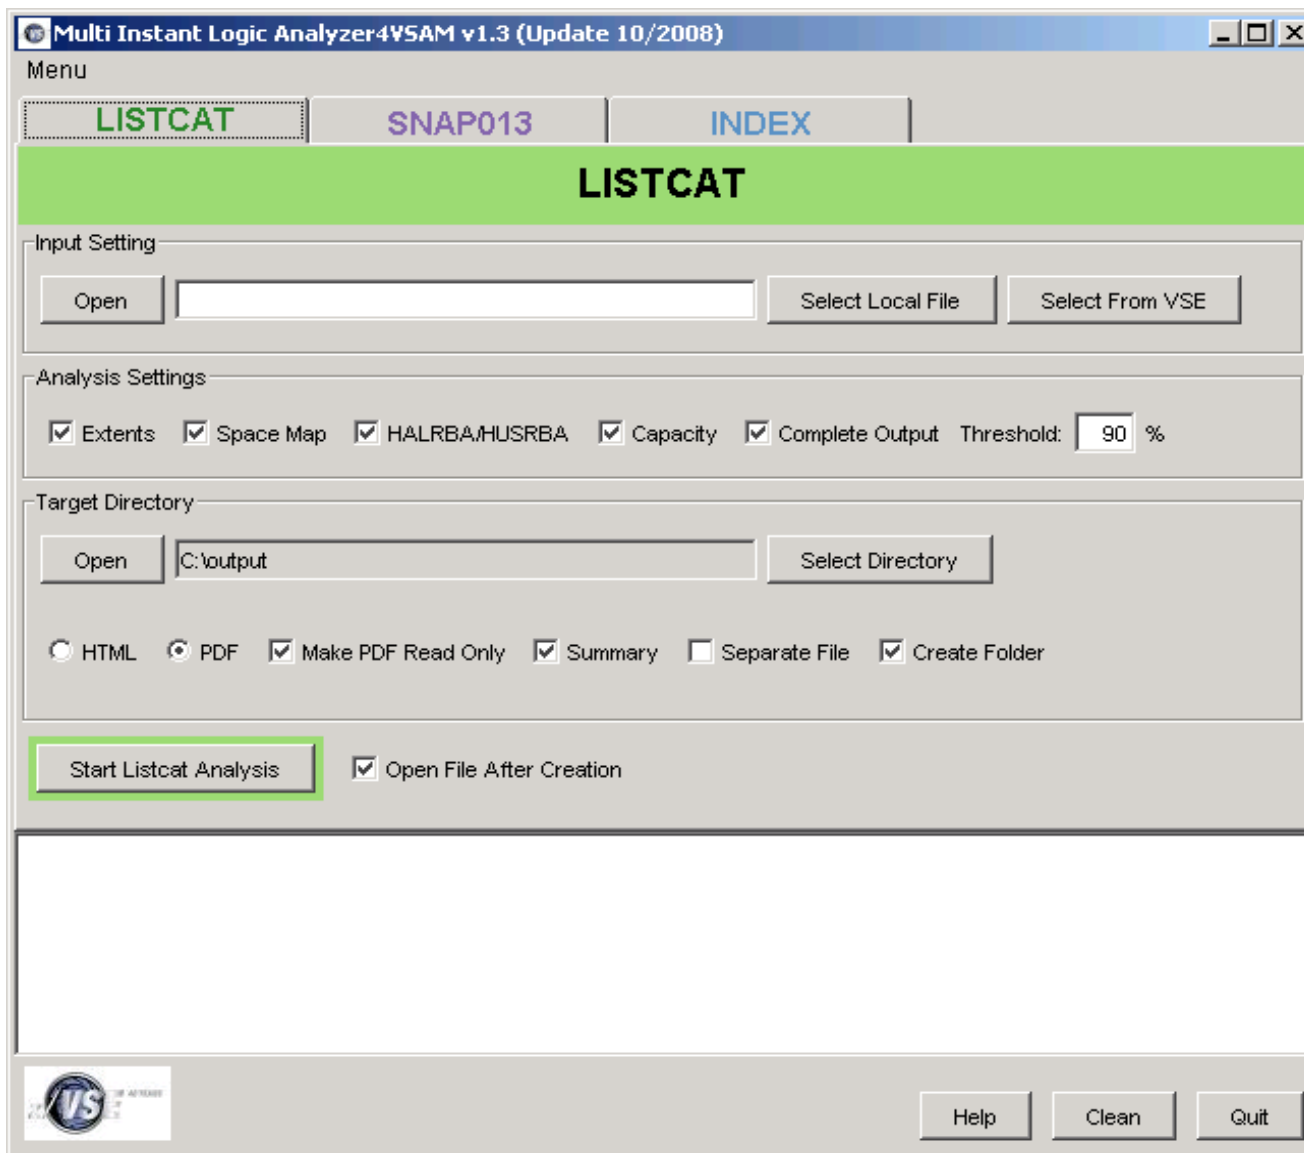 Multi Instant Logic Analyzer4VSAM v1.3 (Update 10/2008)
Menu
LISTCAT SNAP013 INDEX
LISTCAT
Input Setting
Open Select Local File Select From VSE
Analysis Settings
Extents Space Map HALRBA/HUSRBA Capacity Complete Output Threshold: 90 %
Target Directory
Open C:\output Select Directory
HTML PDF Make PDF Read Only Summary Separate File Create Folder
Start Listcat Analysis Open File After Creation
z/VSE
Help Clean Quit